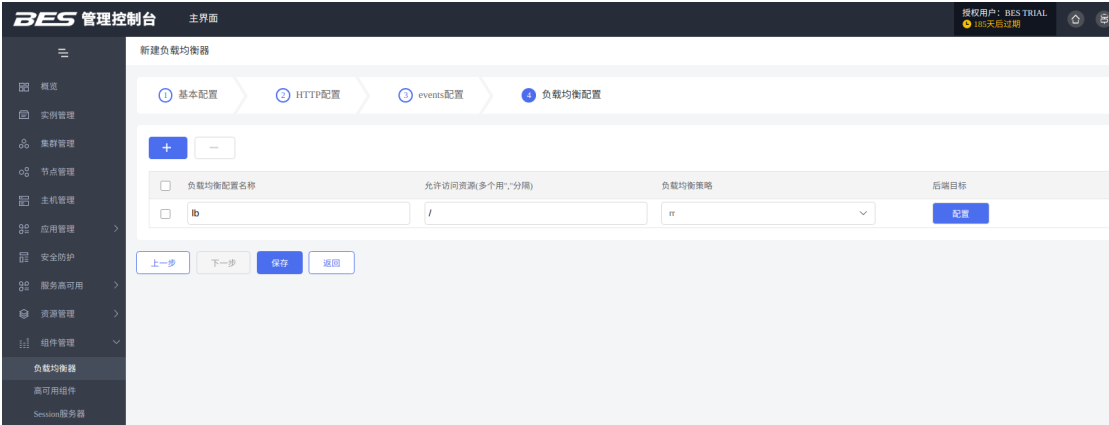 BES 管理控制台 主界面 授权用户：BES TRIAL
185天后过期
新建负载均衡器
概览
实例管理
集群管理
节点管理
主机管理
应用管理
安全防护
服务高可用
资源管理
组件管理
负载均衡器
高可用组件
Session服务器
1 基本配置 2 HTTP配置 3 events配置 4 负载均衡配置
+ −
负载均衡配置名称 允许访问资源(多个用","分隔) 负载均衡策略 后端目标
lb / rr 配置
上一步 下一步 保存 返回